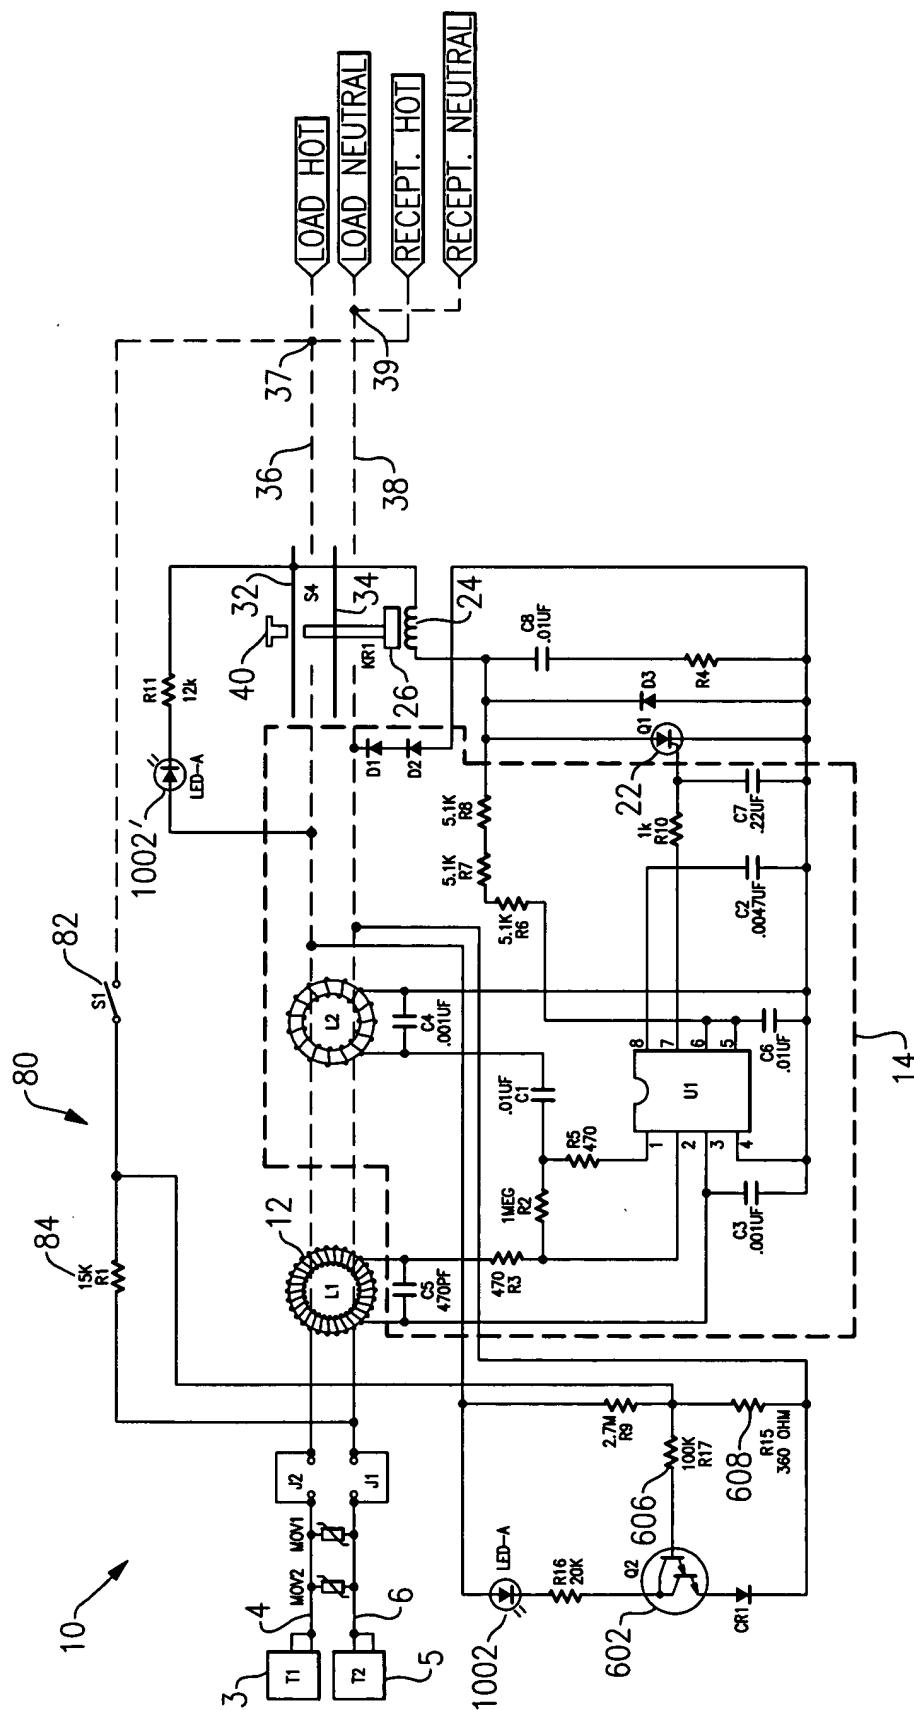 10
80
84
15K
R1
82
S1
1002'
LED-A
R11
12k
40
32
S4
34
KR1
26
24
36
38
37
39
LOAD HOT
LOAD NEUTRAL
RECEPT. HOT
RECEPT. NEUTRAL
3
T1
4
T2
5
6
MOV2
MOV1
J2
J1
12
L1
L2
C5
470PF
C4
.001UF
D1
D2
470
R3
1MEG
R2
.01UF
C1
R5
470
5.1K
R6
5.1K
R7
5.1K
R8
C8
.01UF
R4
D3
Q1
22
1k
R10
C7
.22UF
C2
.0047UF
C6
.01UF
C3
.001UF
U1
1
2
3
4
8
7
6
5
14
1002
LED-A
R16
20K
Q2
602
CR1
606
100K
R17
2.7M
R9
608
R15
360 OHM